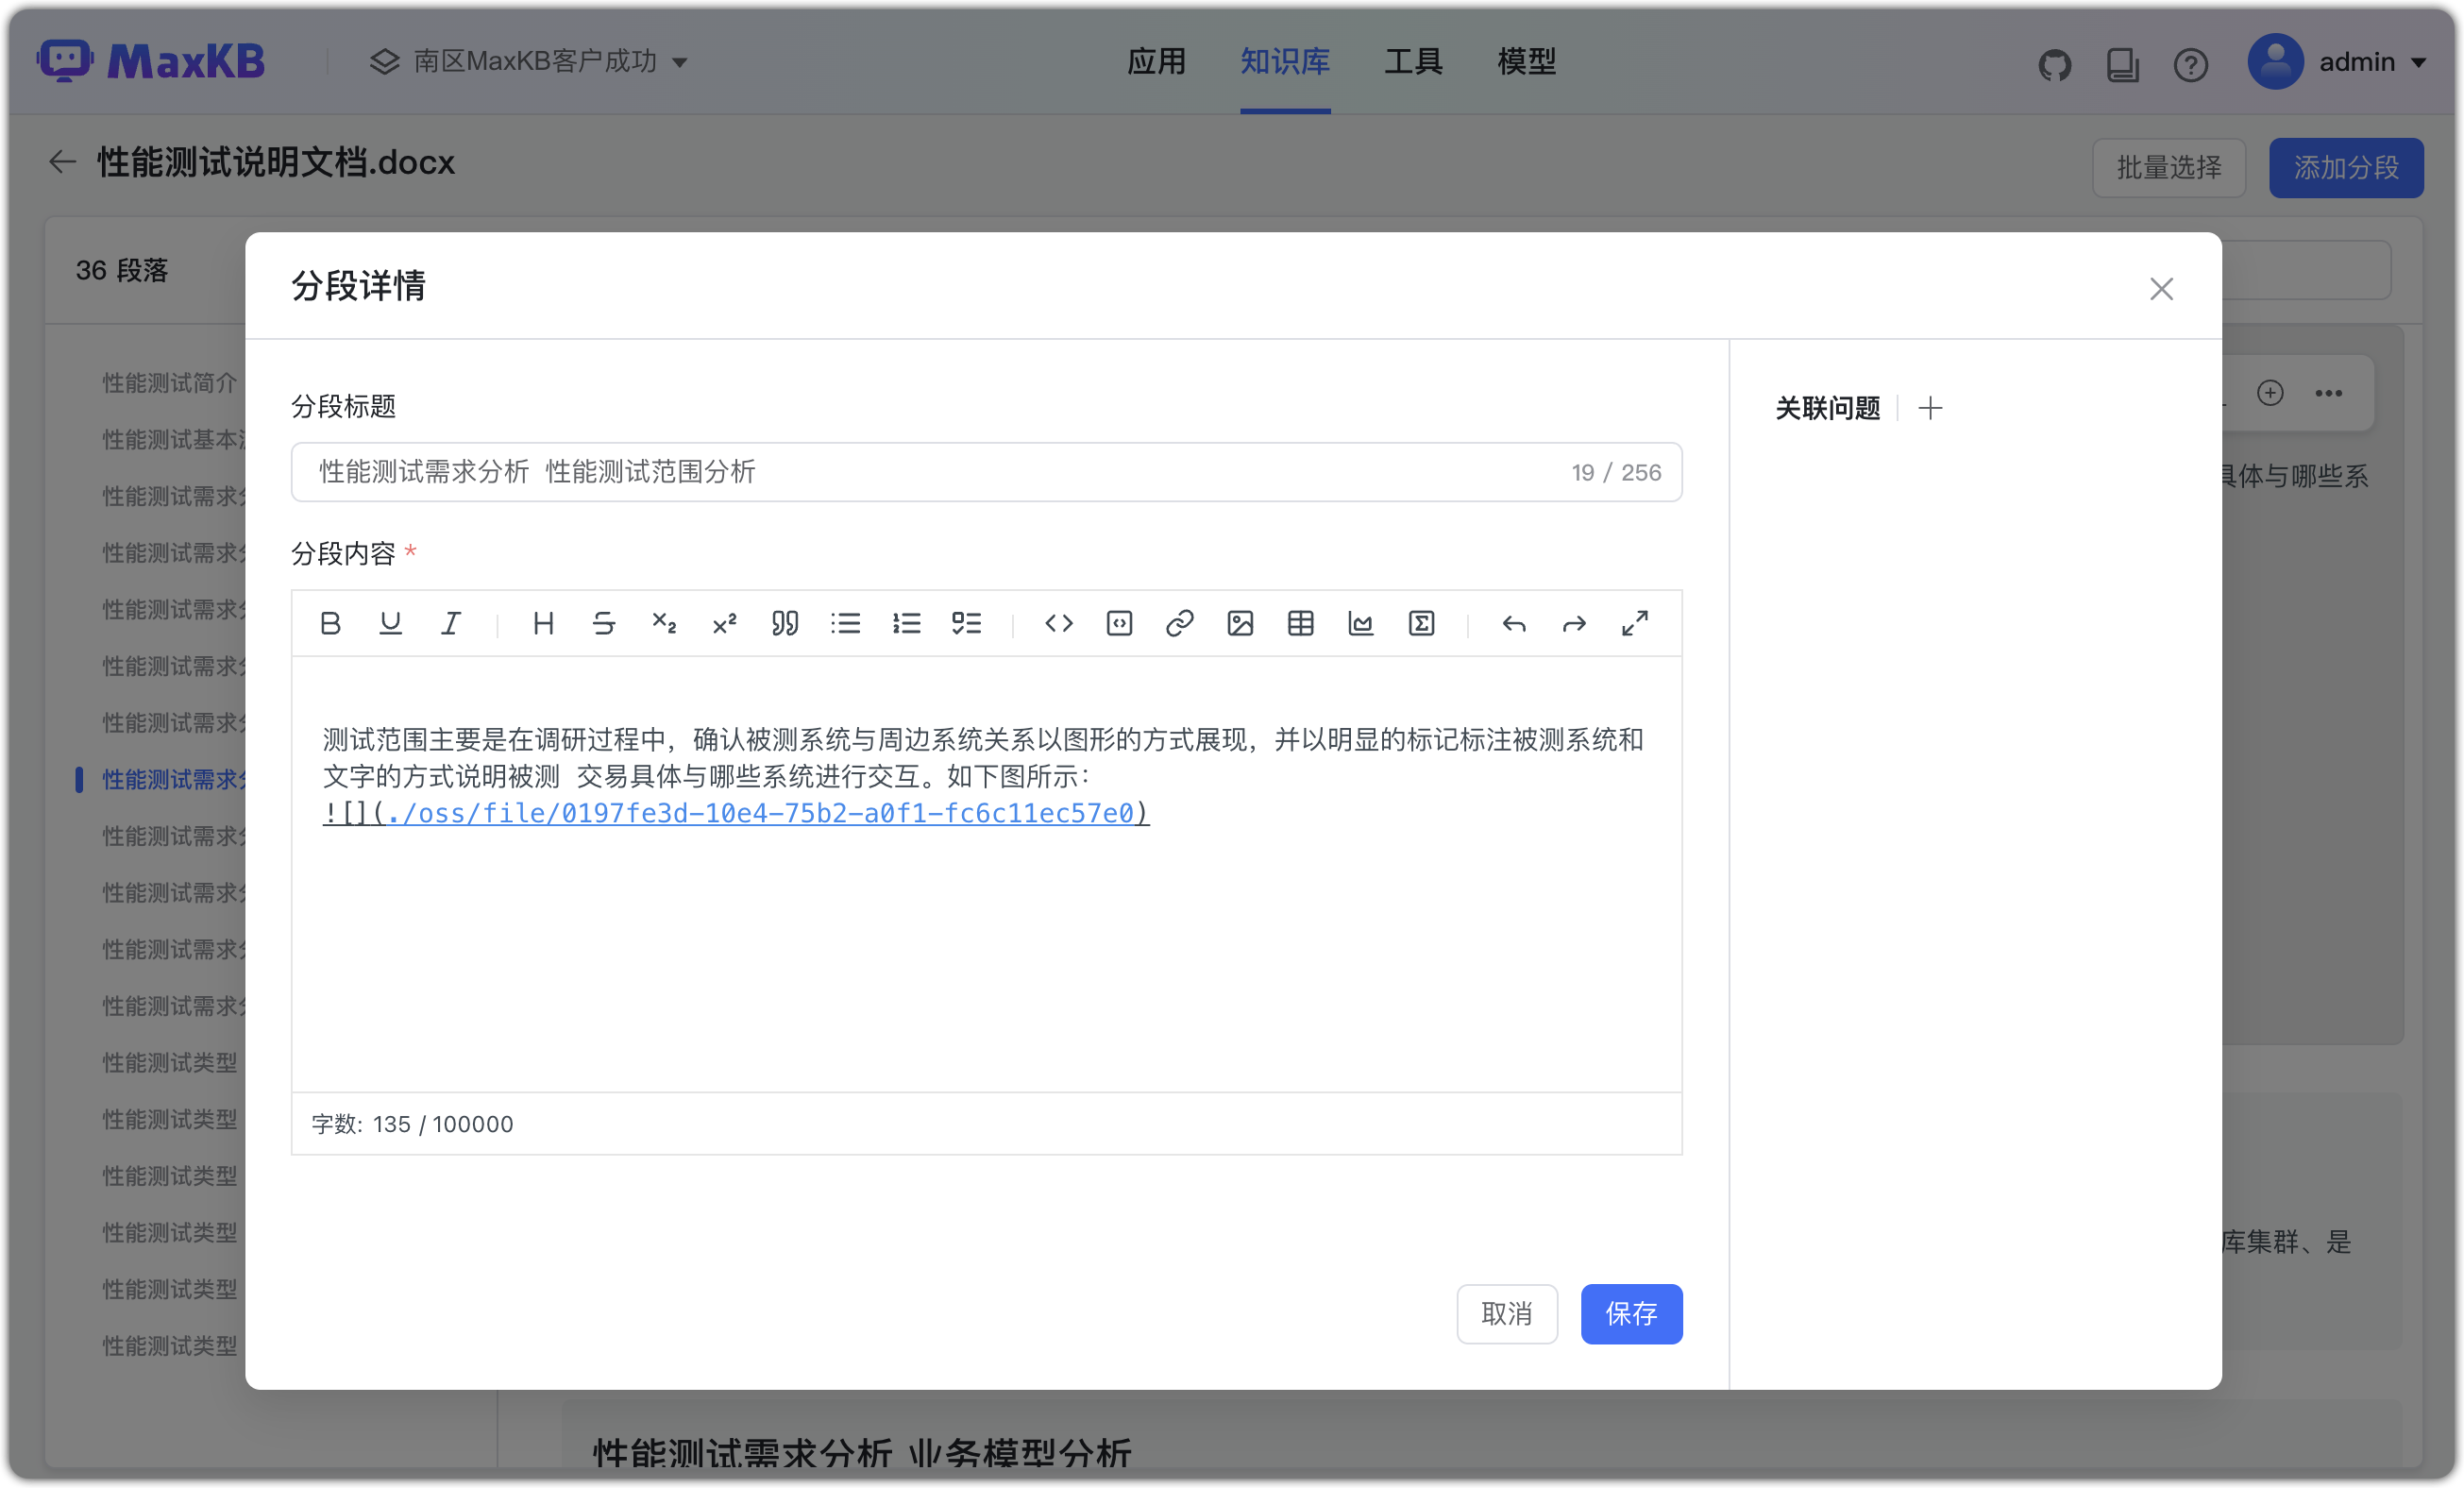 MaxKB
南区MaxKB客户成功
应用
知识库
工具
模型
admin
性能测试说明文档.docx
批量选择
添加分段
36 段落
分段详情
性能测试简介
性能测试基本
性能测试需求
性能测试需求
性能测试需求
性能测试需求
性能测试需求
性能测试需求
性能测试需求
性能测试需求
性能测试需求
性能测试需求
性能测试类型
性能测试类型
性能测试类型
性能测试类型
性能测试类型
性能测试类型
分段标题
性能测试需求分析 性能测试范围分析
19 / 256
分段内容 *
测试范围主要是在调研过程中，确认被测系统与周边系统关系以图形的方式展现，并以明显的标记标注被测系统和
文字的方式说明被测 交易具体与哪些系统进行交互。如下图所示：
![](./oss/file/0197fe3d-10e4-75b2-a0f1-fc6c11ec57e0)
字数: 135 / 100000
取消
保存
关联问题
具体与哪些系
库集群、是
性能测试需求分析 业务模型分析